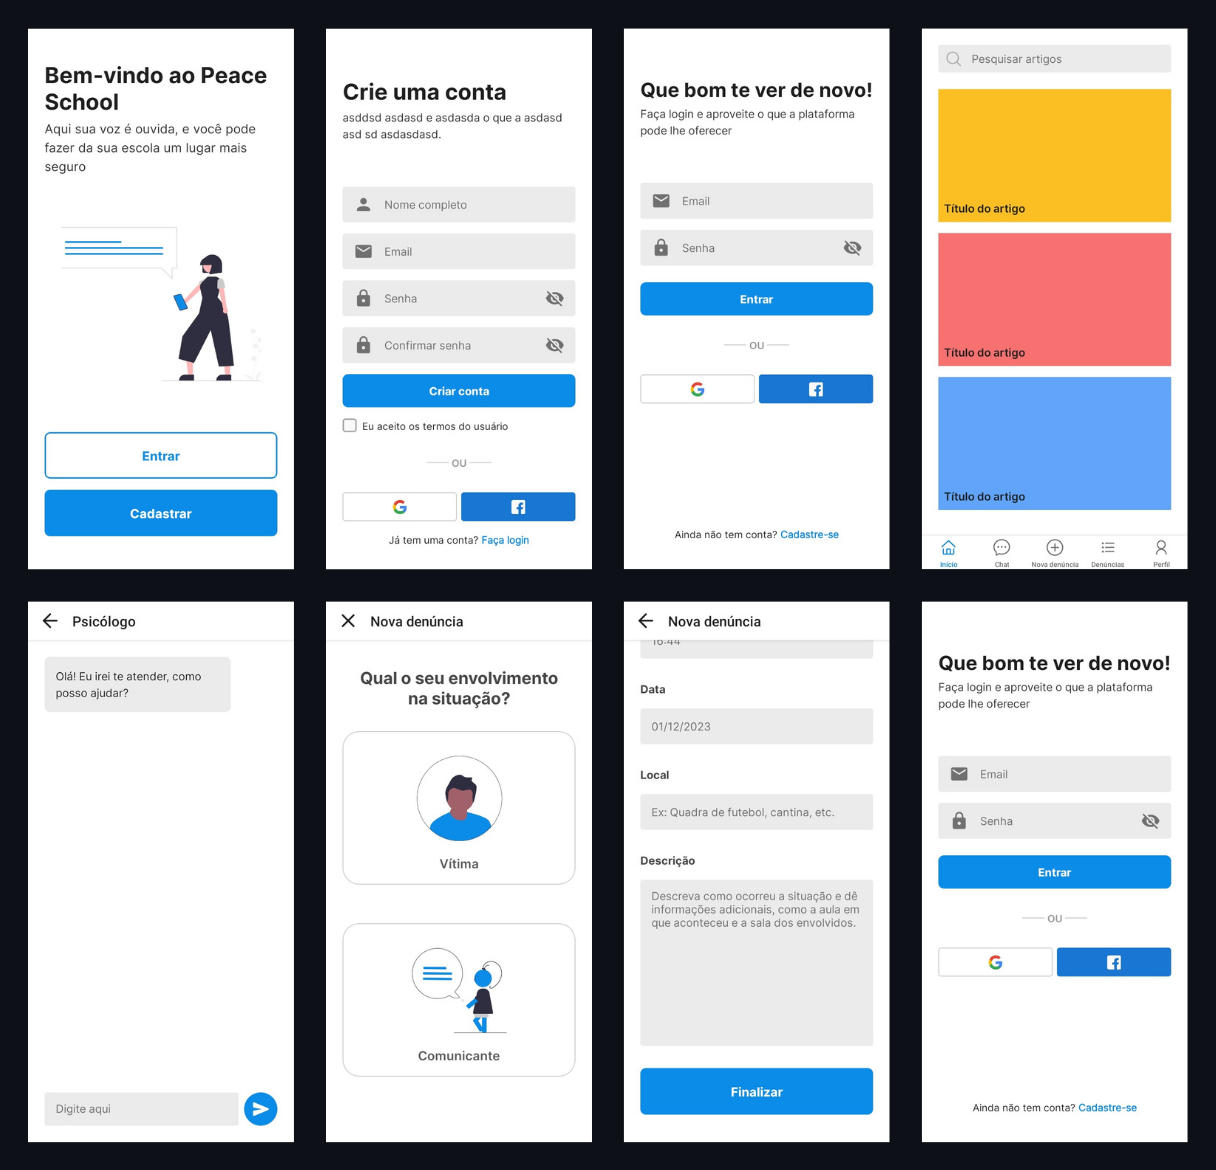 Bem-vindo ao Peace
School
Aqui sua voz é ouvida, e você pode
fazer da sua escola um lugar mais
seguro
Entrar
Cadastrar
Crie uma conta
asddsd asdasd e asdasda o que a asdasd
asd sd asdasdasd.
Nome completo
Email
Senha
Confirmar senha
Criar conta
Eu aceito os termos do usuário
OU
Já tem uma conta? Faça login
Que bom te ver de novo!
Faça login e aproveite o que a plataforma
pode lhe oferecer
Email
Senha
Entrar
OU
Ainda não tem conta? Cadastre-se
Pesquisar artigos
Título do artigo
Título do artigo
Título do artigo
Início
Chat
Nova denúncia
Denúncias
Perfil
Psicólogo
Olá! Eu irei te atender, como
posso ajudar?
Digite aqui
Nova denúncia
Qual o seu envolvimento
na situação?
Vítima
Comunicante
Nova denúncia
16:44
Data
01/12/2023
Local
Ex: Quadra de futebol, cantina, etc.
Descrição
Descreva como ocorreu a situação e dê
informações adicionais, como a aula em
que aconteceu e a sala dos envolvidos.
Finalizar
Que bom te ver de novo!
Faça login e aproveite o que a plataforma
pode lhe oferecer
Email
Senha
Entrar
OU
Ainda não tem conta? Cadastre-se